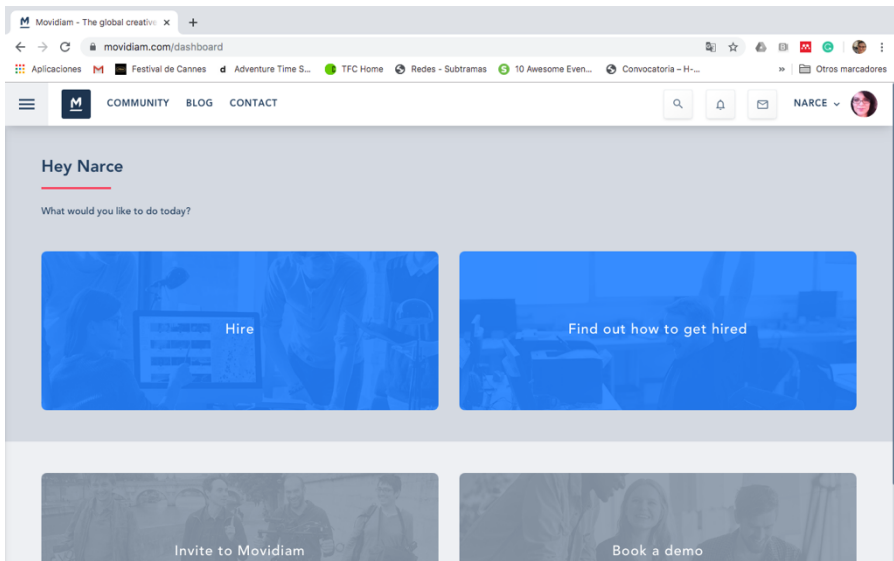 Movidiam - The global creative
movidiam.com/dashboard
Aplicaciones Festival de Cannes d Adventure Time S... TFC Home Redes - Subtramas 10 Awesome Even... Convocatoria – H-... » Otros marcadores
M COMMUNITY BLOG CONTACT NARCE
Hey Narce
What would you like to do today?
Hire Find out how to get hired
Invite to Movidiam Book a demo